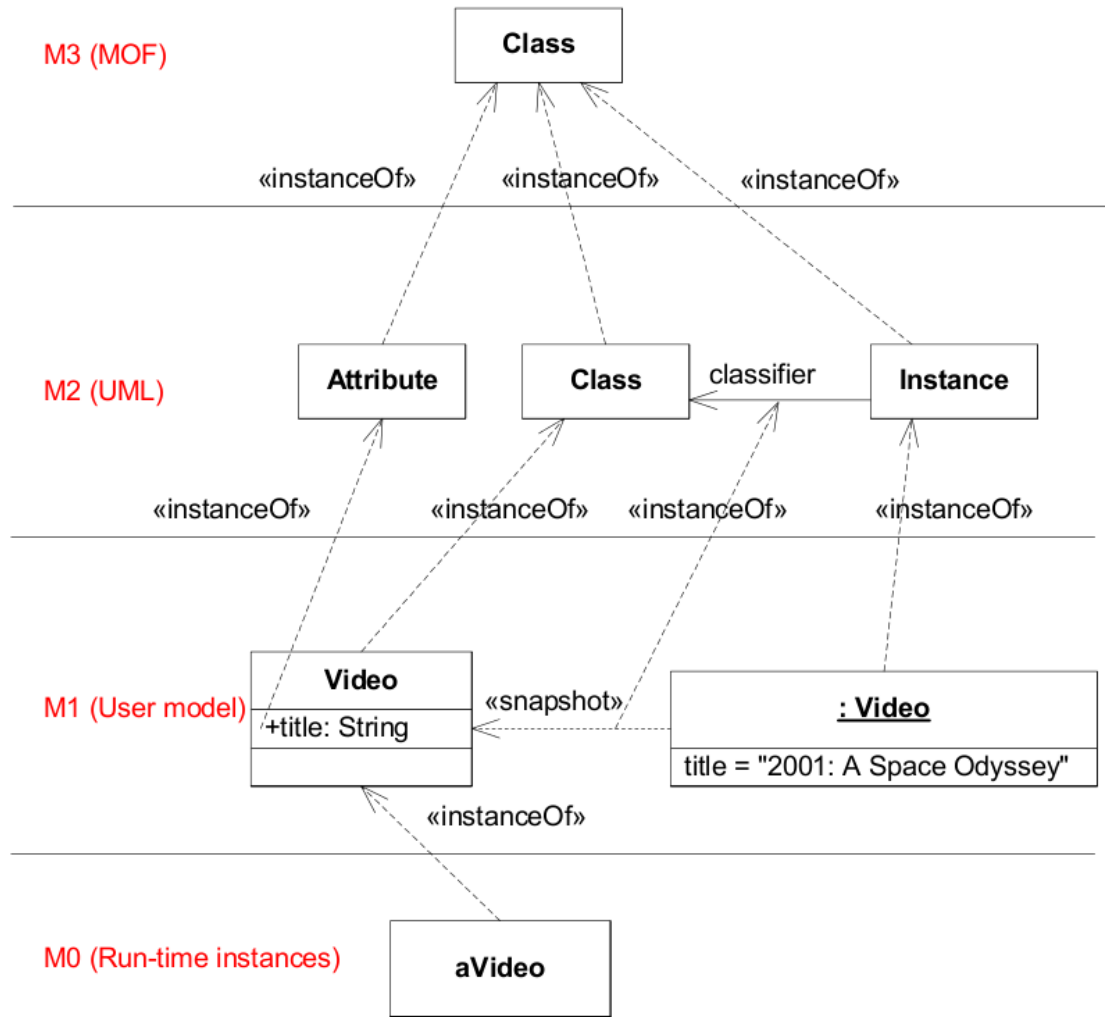 M3 (MOF)
Class
«instanceOf»
«instanceOf»
«instanceOf»
M2 (UML)
Attribute
Class
classifier
Instance
«instanceOf»
«instanceOf»
«instanceOf»
«instanceOf»
M1 (User model)
Video
+title: String
«snapshot»
: Video
title = "2001: A Space Odyssey"
«instanceOf»
M0 (Run-time instances)
aVideo